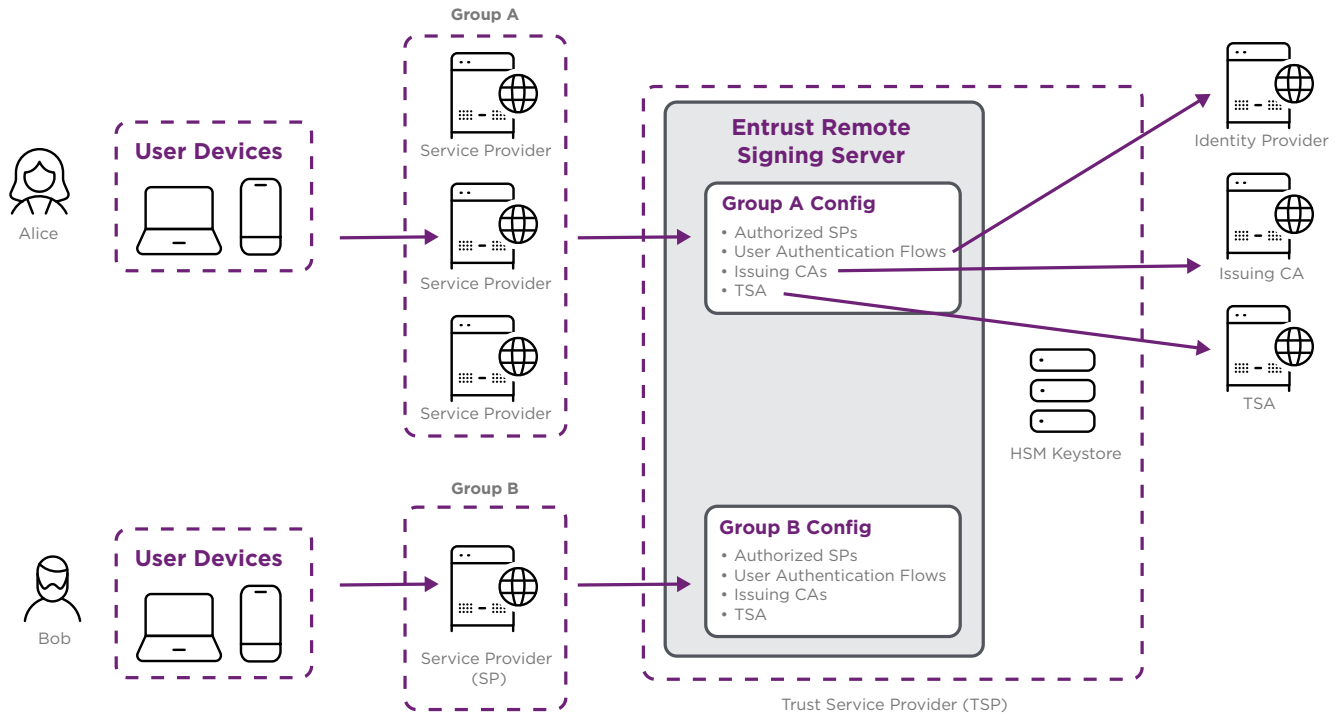 Group A
Service Provider
Service Provider
Service Provider
User Devices
Alice
Entrust Remote
Signing Server
Group A Config
• Authorized SPs
• User Authentication Flows
• Issuing CAs
• TSA
Identity Provider
Issuing CA
TSA
HSM Keystore
Group B
User Devices
Bob
Service Provider
(SP)
Group B Config
• Authorized SPs
• User Authentication Flows
• Issuing CAs
• TSA
Trust Service Provider (TSP)